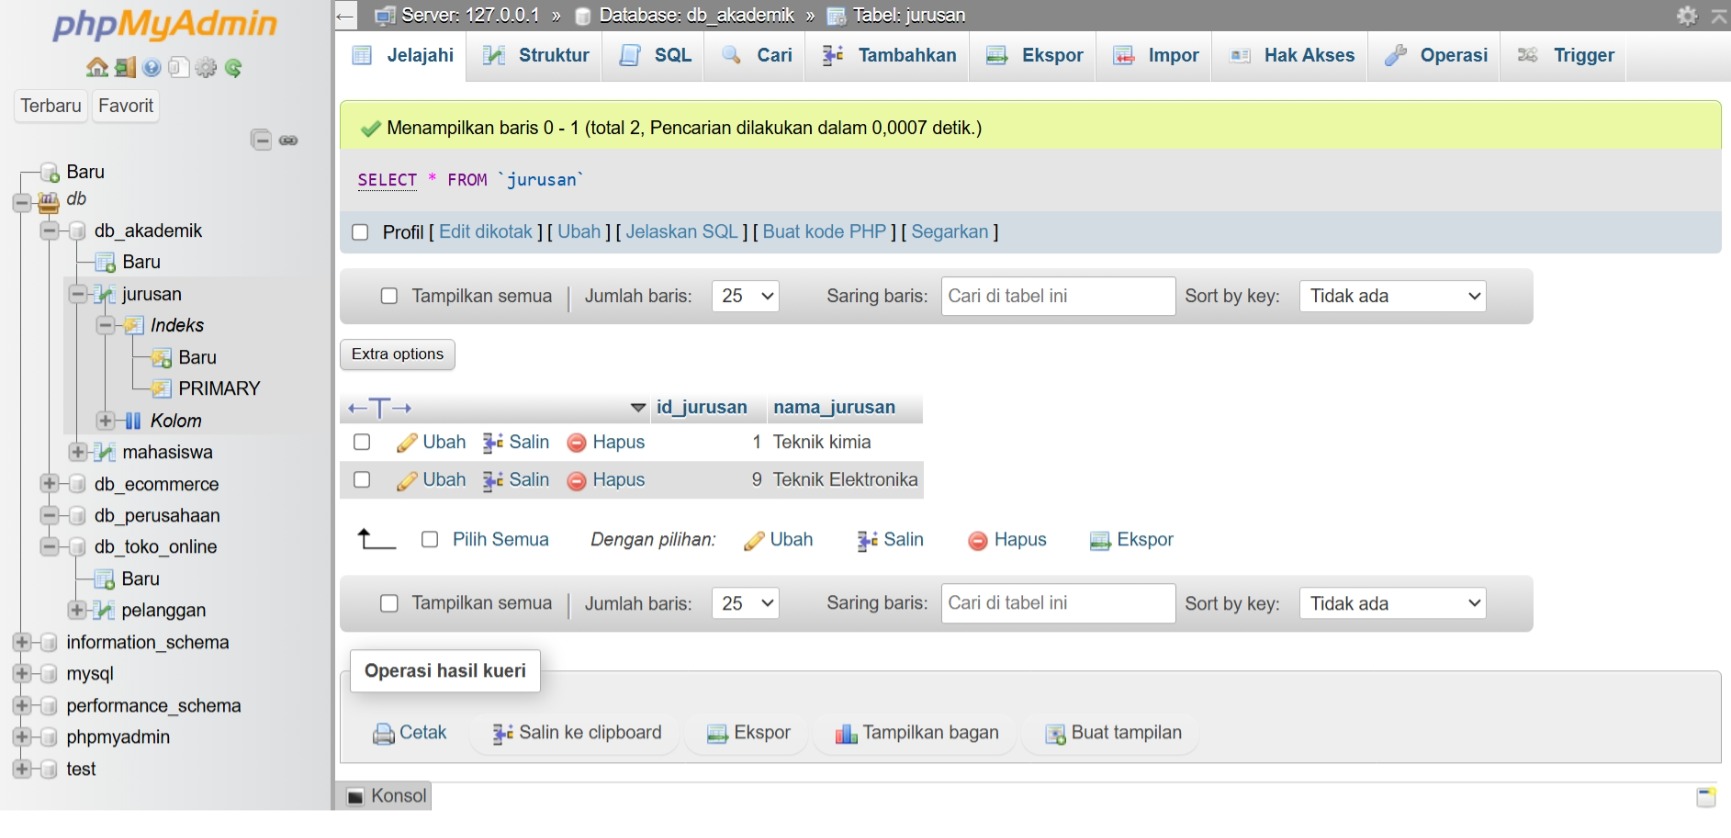 phpMyAdmin
Terbaru Favorit
Baru
db
db_akademik
Baru
jurusan
Indeks
Baru
PRIMARY
Kolom
mahasiswa
db_ecommerce
db_perusahaan
db_toko_online
Baru
pelanggan
information_schema
mysql
performance_schema
phpmyadmin
test
Server: 127.0.0.1 » Database: db_akademik » Tabel: jurusan
Jelajahi Struktur SQL Cari Tambahkan Ekspor Impor Hak Akses Operasi Trigger
Menampilkan baris 0 - 1 (total 2, Pencarian dilakukan dalam 0,0007 detik.)
SELECT * FROM `jurusan`
Profil [ Edit dikotak ] [ Ubah ] [ Jelaskan SQL ] [ Buat kode PHP ] [ Segarkan ]
Tampilkan semua | Jumlah baris: 25 Saring baris: Cari di tabel ini Sort by key: Tidak ada
Extra options
←T→ id_jurusan nama_jurusan
Ubah Salin Hapus 1 Teknik kimia
Ubah Salin Hapus 9 Teknik Elektronika
Pilih Semua Dengan pilihan: Ubah Salin Hapus Ekspor
Tampilkan semua | Jumlah baris: 25 Saring baris: Cari di tabel ini Sort by key: Tidak ada
Operasi hasil kueri
Cetak Salin ke clipboard Ekspor Tampilkan bagan Buat tampilan
Konsol